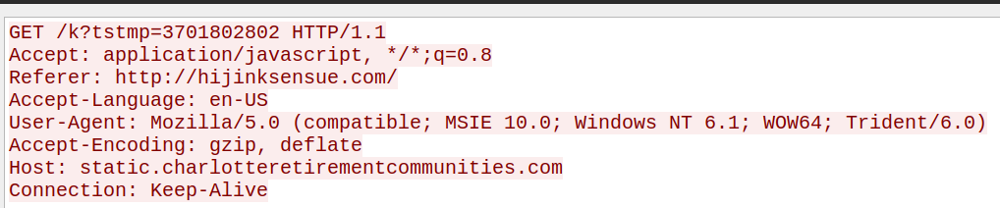 GET /k?tstmp=3701802802 HTTP/1.1
Accept: application/javascript, */*;q=0.8
Referer: http://hijinksensue.com/
Accept-Language: en-US
User-Agent: Mozilla/5.0 (compatible; MSIE 10.0; Windows NT 6.1; WOW64; Trident/6.0)
Accept-Encoding: gzip, deflate
Host: static.charlotteretirementcommunities.com
Connection: Keep-Alive